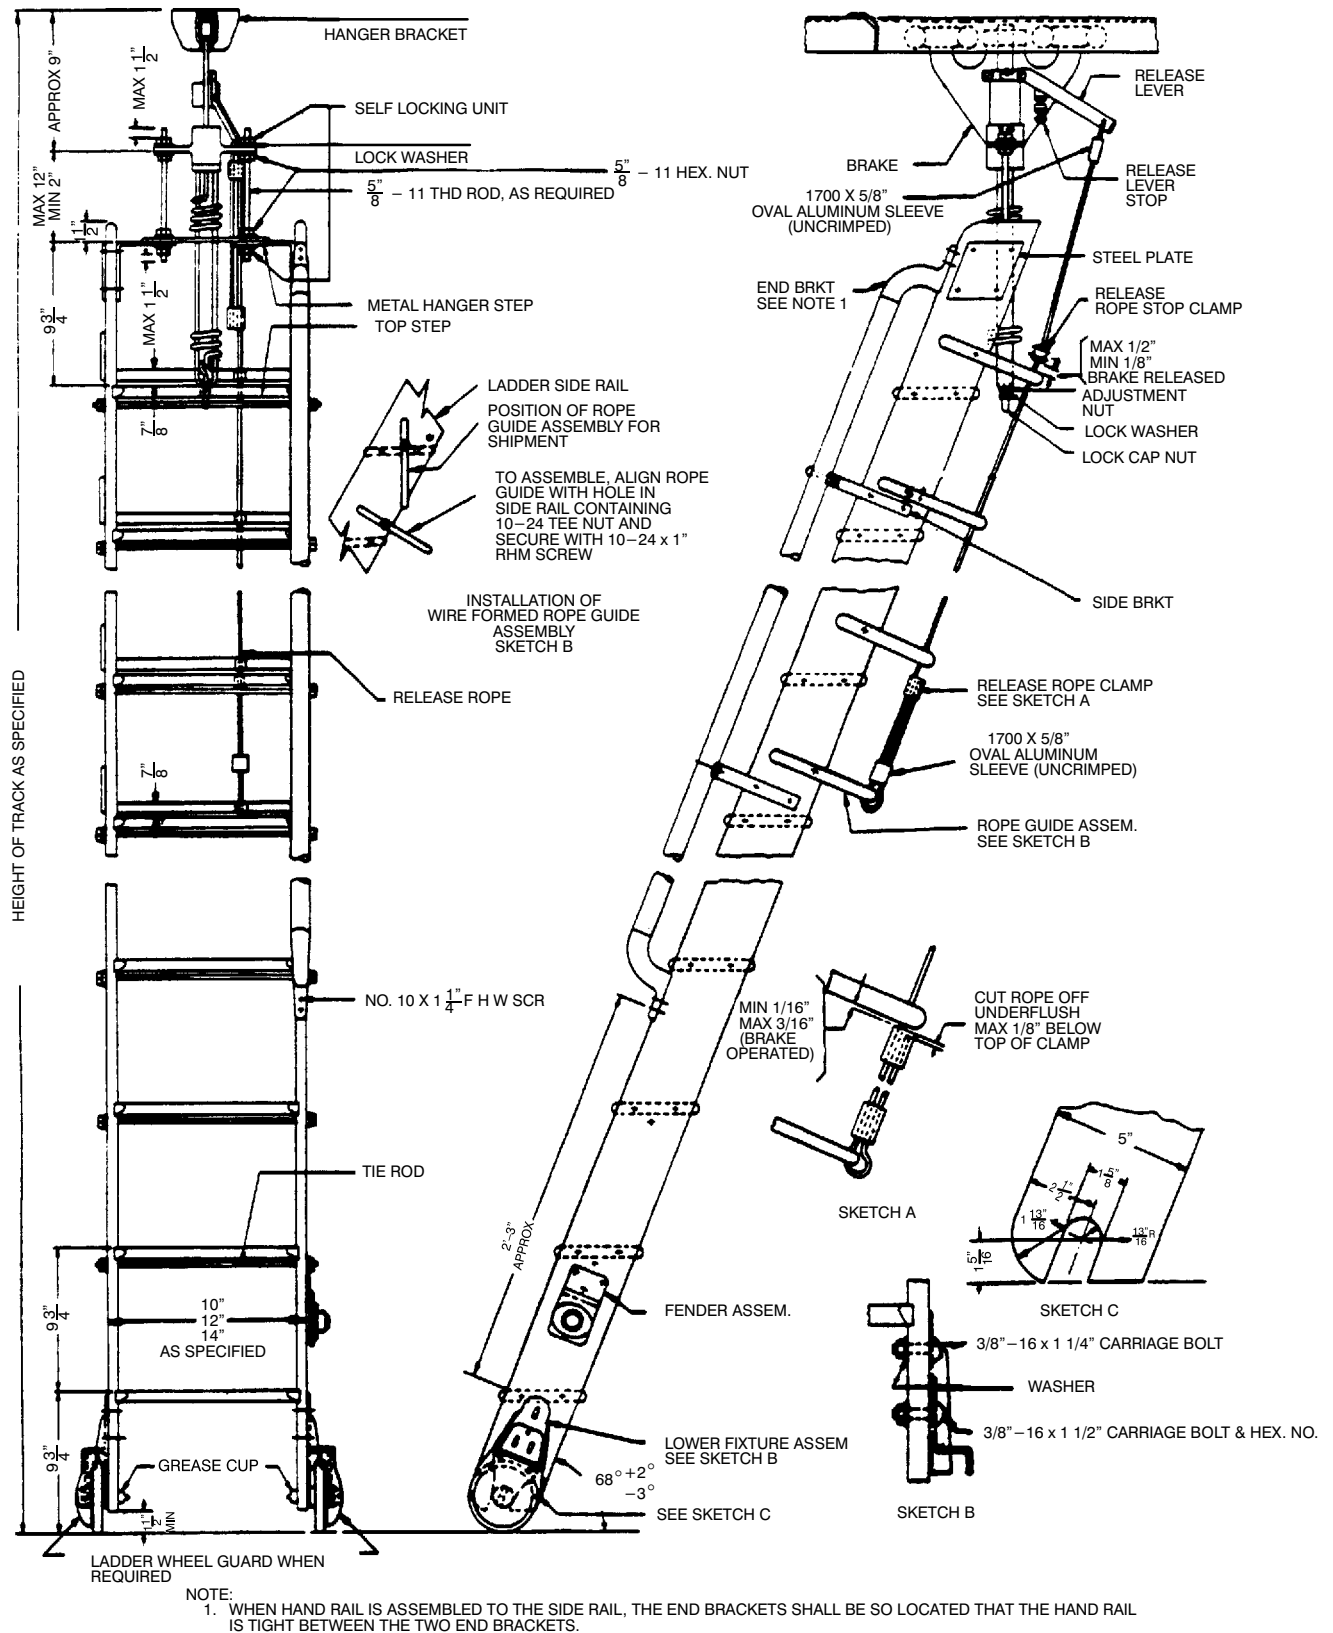 HANGER BRACKET
APPROX 9"
MAX 1 1/2"
SELF LOCKING UNIT
LOCK WASHER
5/8" – 11 HEX. NUT
5/8" – 11 THD ROD, AS REQUIRED
MAX 12"
MIN 2"
1 1/2"
9 3/4"
MAX 1 1/2"
METAL HANGER STEP
TOP STEP
7/8"
LADDER SIDE RAIL
POSITION OF ROPE
GUIDE ASSEMBLY FOR
SHIPMENT
TO ASSEMBLE, ALIGN ROPE
GUIDE WITH HOLE IN
SIDE RAIL CONTAINING
10–24 TEE NUT AND
SECURE WITH 10–24 x 1"
RHM SCREW
INSTALLATION OF
WIRE FORMED ROPE GUIDE
ASSEMBLY
SKETCH B
RELEASE ROPE
7/8"
HEIGHT OF TRACK AS SPECIFIED
NO. 10 X 1 1/4" F H W SCR
TIE ROD
9 3/4"
10"
12"
14"
AS SPECIFIED
9 3/4"
GREASE CUP
1 1/2"
MIN
LADDER WHEEL GUARD WHEN
REQUIRED
RELEASE
LEVER
BRAKE
RELEASE
LEVER
STOP
1700 X 5/8"
OVAL ALUMINUM SLEEVE
(UNCRIMPED)
STEEL PLATE
END BRKT
SEE NOTE 1
RELEASE
ROPE STOP CLAMP
MAX 1/2"
MIN 1/8"
BRAKE RELEASED
ADJUSTMENT
NUT
LOCK WASHER
LOCK CAP NUT
SIDE BRKT
RELEASE ROPE CLAMP
SEE SKETCH A
1700 X 5/8"
OVAL ALUMINUM
SLEEVE (UNCRIMPED)
ROPE GUIDE ASSEM.
SEE SKETCH B
MIN 1/16"
MAX 3/16"
(BRAKE
OPERATED)
CUT ROPE OFF
UNDERFLUSH
MAX 1/8" BELOW
TOP OF CLAMP
SKETCH A
2'–3"
APPROX
FENDER ASSEM.
LOWER FIXTURE ASSEM
SEE SKETCH B
68° +2°
–3°
SEE SKETCH C
5"
1 5/8"
2 1/2"
1 13/16"
13/16" R
1 5/16"
SKETCH C
3/8"–16 x 1 1/4" CARRIAGE BOLT
WASHER
3/8"–16 x 1 1/2" CARRIAGE BOLT & HEX. NO.
SKETCH B
NOTE:
1. WHEN HAND RAIL IS ASSEMBLED TO THE SIDE RAIL, THE END BRACKETS SHALL BE SO LOCATED THAT THE HAND RAIL
IS TIGHT BETWEEN THE TWO END BRACKETS.